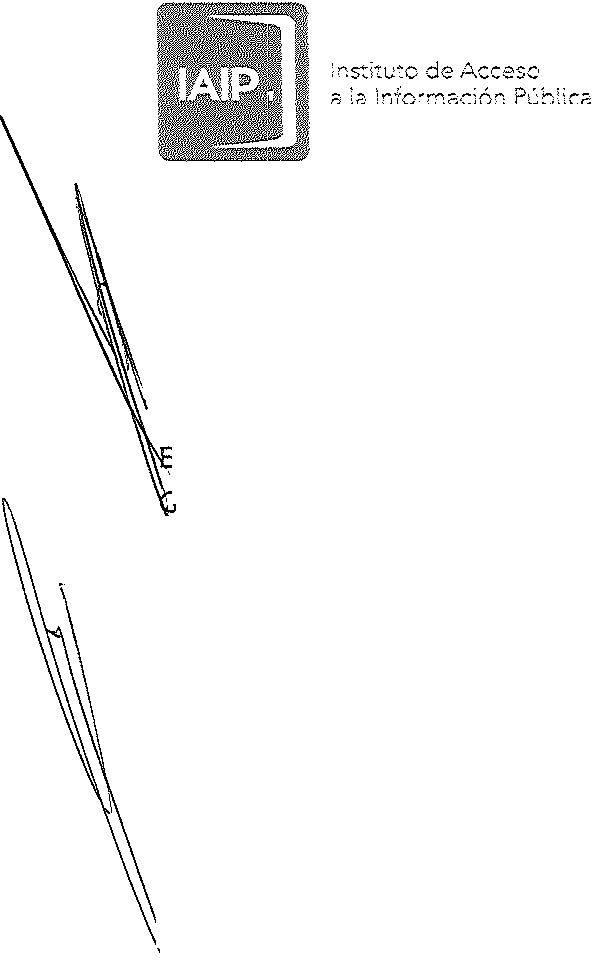 IAIP
Instituto de Acceso
a la Información Pública
E
C